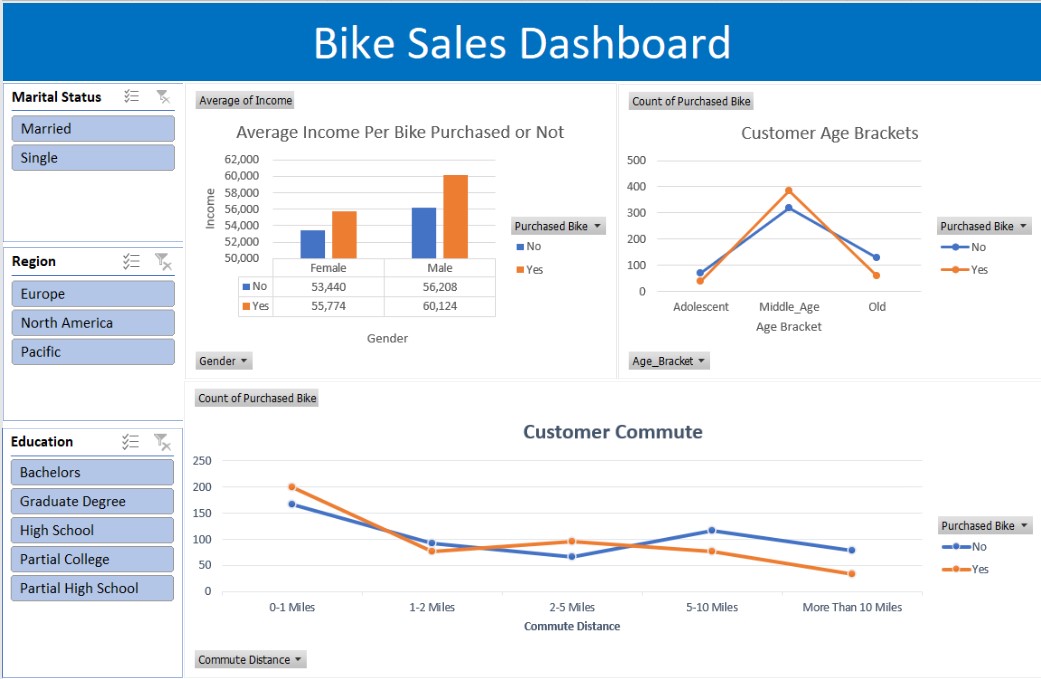 Bike Sales Dashboard
Marital Status
Married
Single
Region
Europe
North America
Pacific
Education
Bachelors
Graduate Degree
High School
Partial College
Partial High School
Average of Income
Average Income Per Bike Purchased or Not
62,000
60,000
58,000
56,000
54,000
52,000
50,000
Income
Female Male
No 53,440 56,208
Yes 55,774 60,124
Gender
Purchased Bike
No
Yes
Gender
Count of Purchased Bike
Customer Age Brackets
500
400
300
200
100
0
Adolescent Middle_Age Old
Age Bracket
Purchased Bike
No
Yes
Age_Bracket
Count of Purchased Bike
Customer Commute
250
200
150
100
50
0
0-1 Miles 1-2 Miles 2-5 Miles 5-10 Miles More Than 10 Miles
Commute Distance
Purchased Bike
No
Yes
Commute Distance